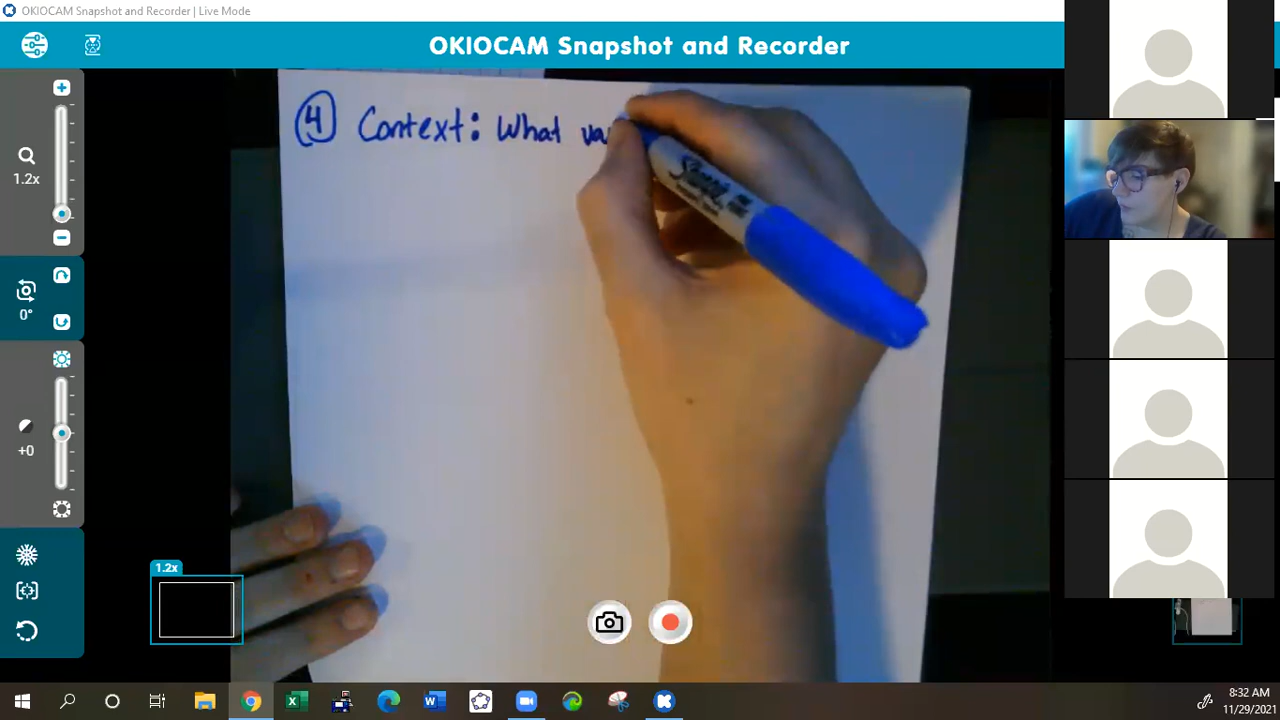 OKIOCAM Snapshot and Recorder | Live Mode
OKIOCAM Snapshot and Recorder
④ Context: What va
Sharpie
1.2x
0°
+0
1.2x
8:32 AM
11/29/2021